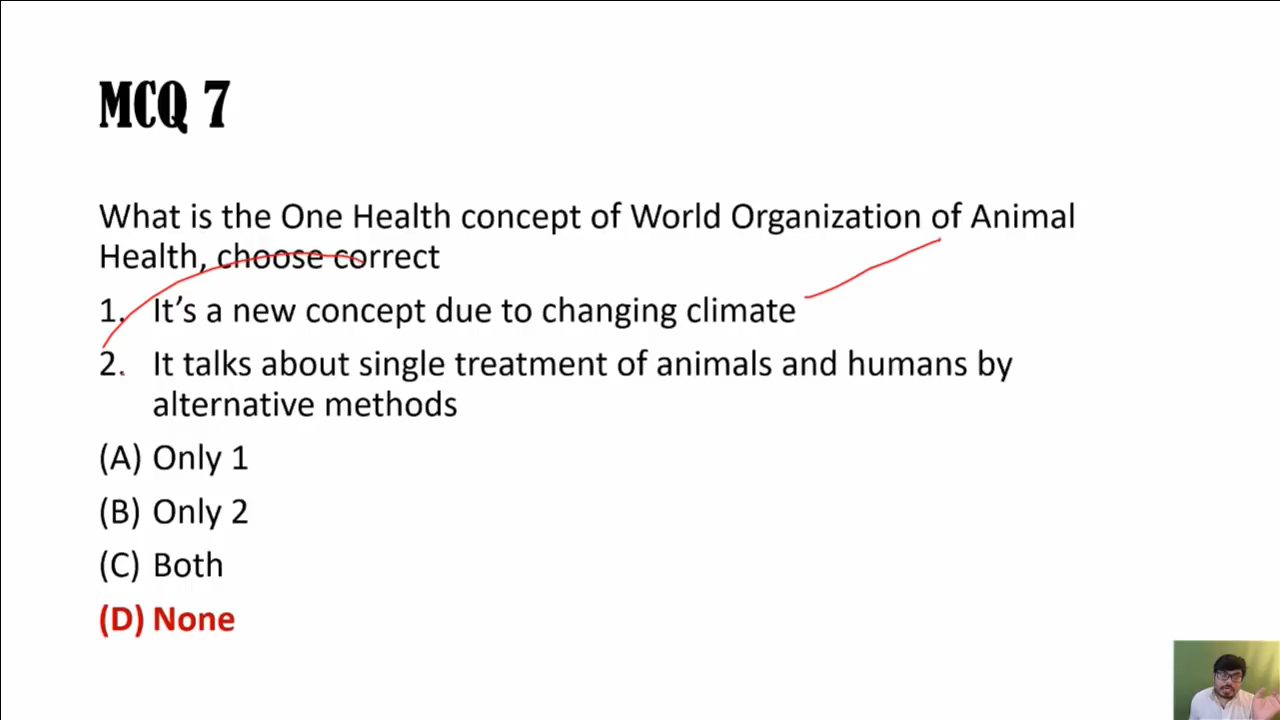 MCQ 7
What is the One Health concept of World Organization of Animal
Health, choose correct
1. It’s a new concept due to changing climate
2. It talks about single treatment of animals and humans by
alternative methods
(A) Only 1
(B) Only 2
(C) Both
(D) None